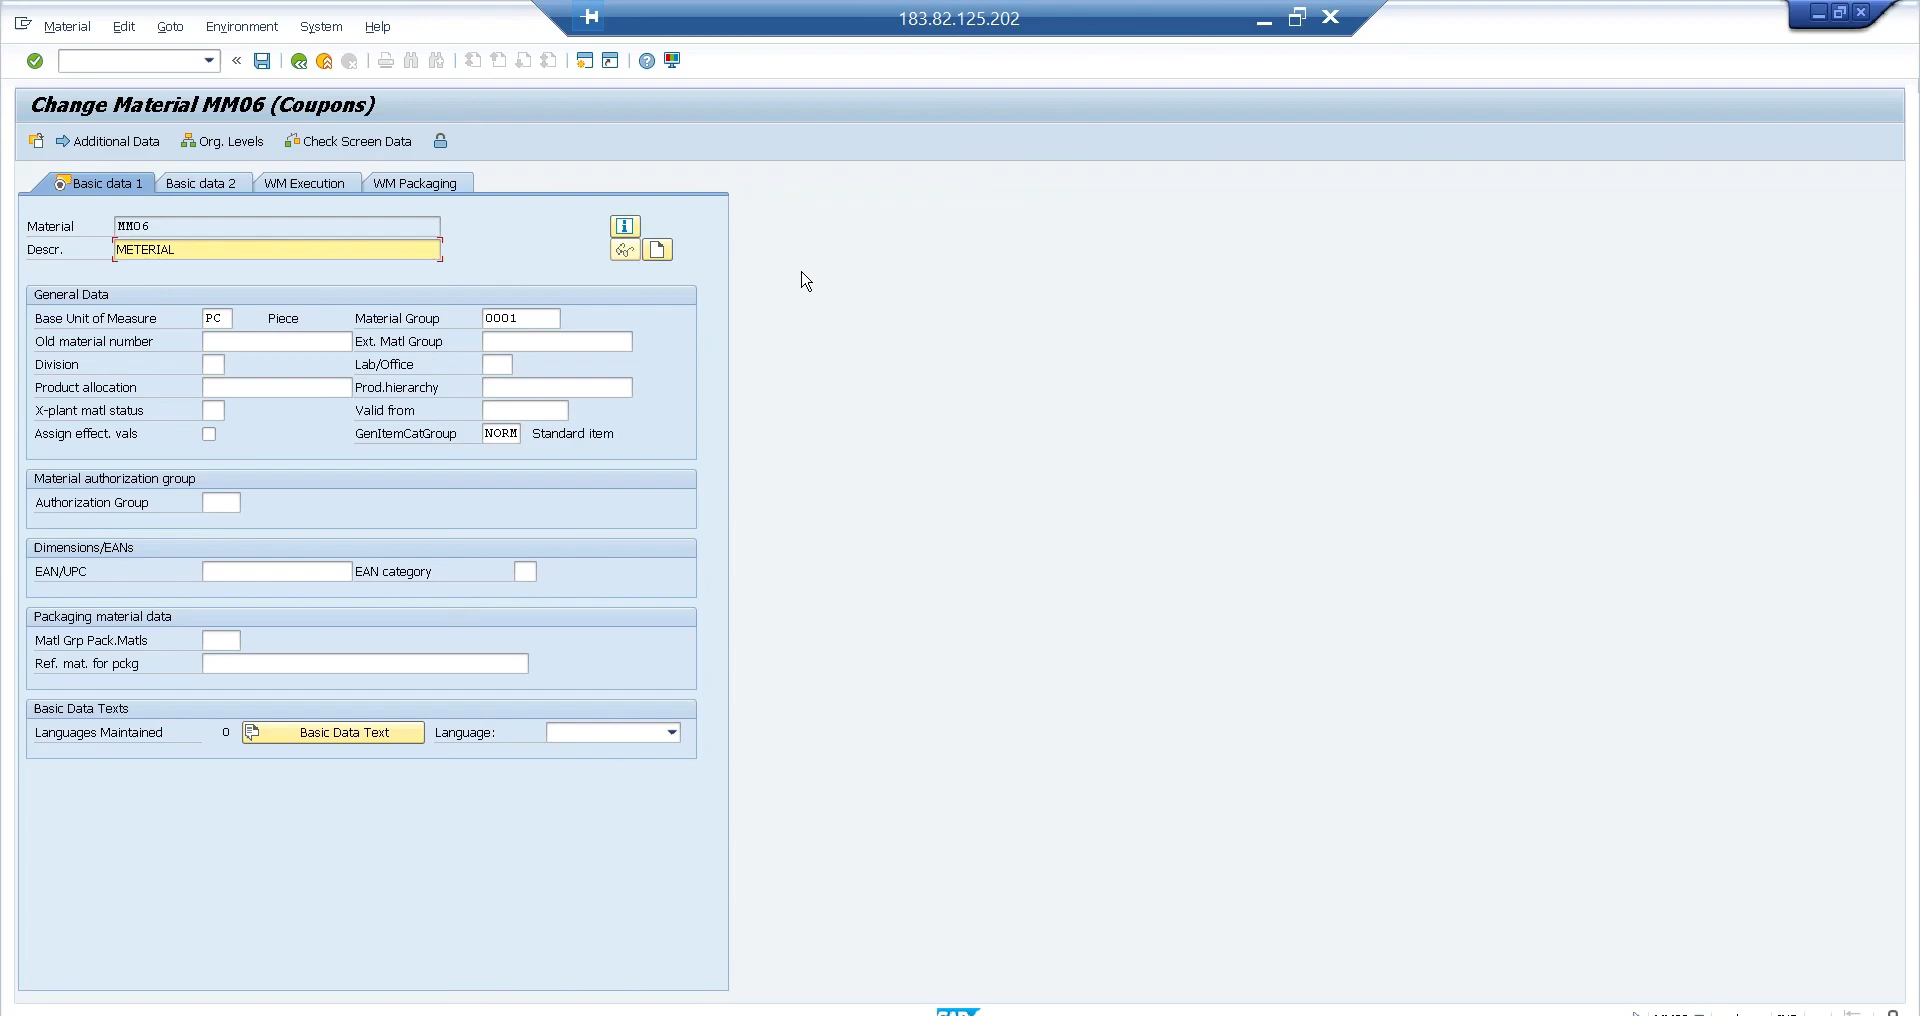 183.82.125.202
Material Edit Goto Environment System Help
Change Material MM06 (Coupons)
Additional Data Org. Levels Check Screen Data
Basic data 1 Basic data 2 WM Execution WM Packaging
Material MM06
Descr. METERIAL
General Data
Base Unit of Measure PC Piece Material Group 0001
Old material number Ext. Matl Group
Division Lab/Office
Product allocation Prod.hierarchy
X-plant matl status Valid from
Assign effect. vals GenItemCatGroup NORM Standard item
Material authorization group
Authorization Group
Dimensions/EANs
EAN/UPC EAN category
Packaging material data
Matl Grp Pack.Matls
Ref. mat. for pckg
Basic Data Texts
Languages Maintained 0 Basic Data Text Language: